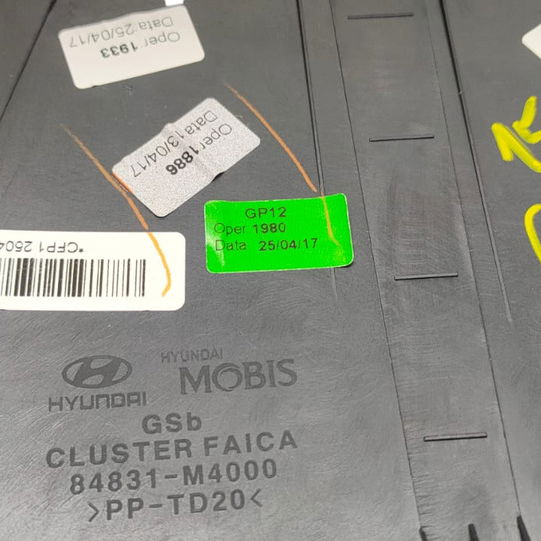 Oper 1933
Data:25/04/17
Oper 1886
Data 13/04/17
GP12
Oper 1980
Data 25/04/17
*CFP1 2504
HYUNDAI
HYUNDAI
MOBIS
GSb
CLUSTER FAICA
84831-M4000
>PP-TD20<